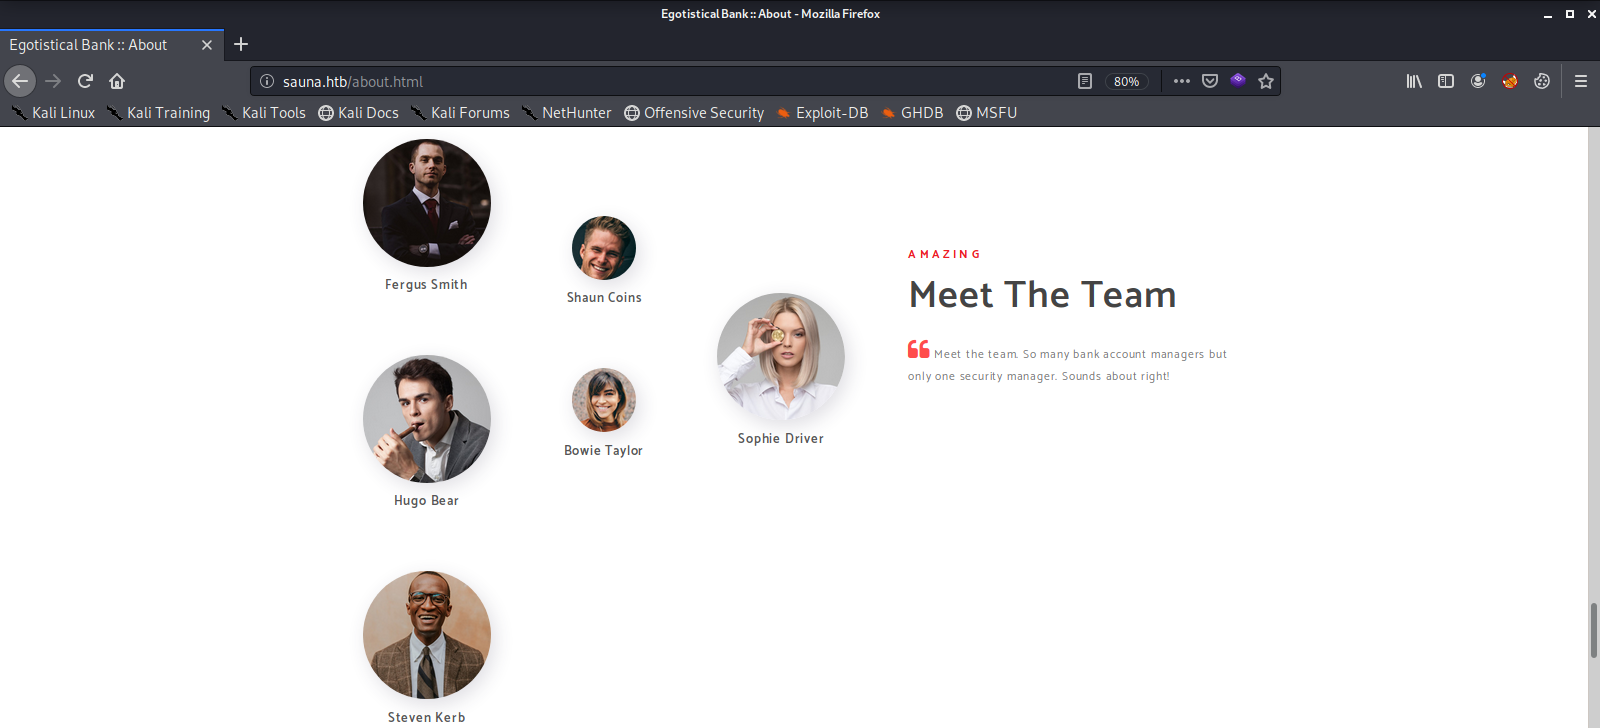 Egotistical Bank :: About - Mozilla Firefox
Egotistical Bank :: About
sauna.htb/about.html
80%
Kali Linux
Kali Training
Kali Tools
Kali Docs
Kali Forums
NetHunter
Offensive Security
Exploit-DB
GHDB
MSFU
Fergus Smith
Shaun Coins
Sophie Driver
Hugo Bear
Bowie Taylor
Steven Kerb
AMAZING
Meet The Team
Meet the team. So many bank account managers but
only one security manager. Sounds about right!